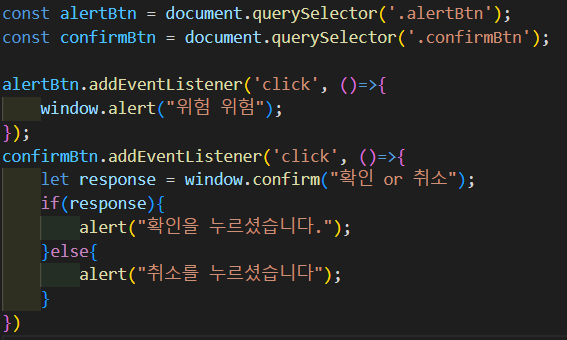 const alertBtn = document.querySelector('.alertBtn');
const confirmBtn = document.querySelector('.confirmBtn');
alertBtn.addEventListener('click', ()=>{
window.alert("위험 위험");
});
confirmBtn.addEventListener('click', ()=>{
let response = window.confirm("확인 or 취소");
if(response){
alert("확인을 누르셨습니다.");
}else{
alert("취소를 누르셨습니다");
}
})